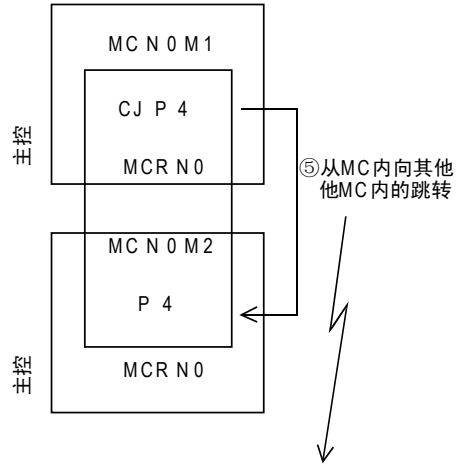 MC N0 M1
主控
CJ P4
MCR N0
⑤从MC内向其他
他MC内的跳转
MC N0 M2
P4
主控
MCR N0